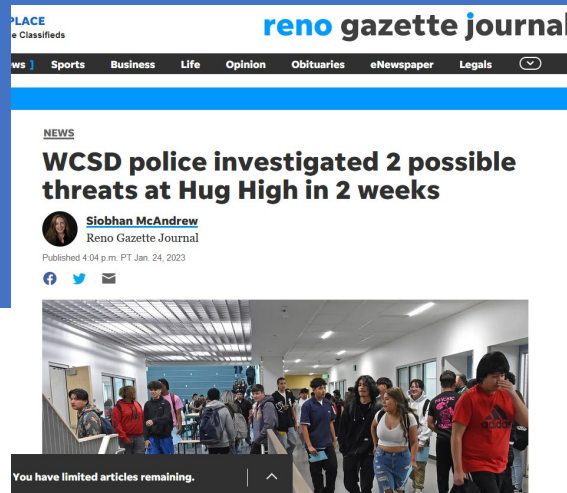 PLACE
e Classifieds
reno gazette journal
ws ] Sports Business Life Opinion Obituaries eNewspaper Legals
NEWS
WCSD police investigated 2 possible
threats at Hug High in 2 weeks
Siobhan McAndrew
Reno Gazette Journal
Published 4:04 p.m. PT Jan. 24, 2023
adidas
You have limited articles remaining.